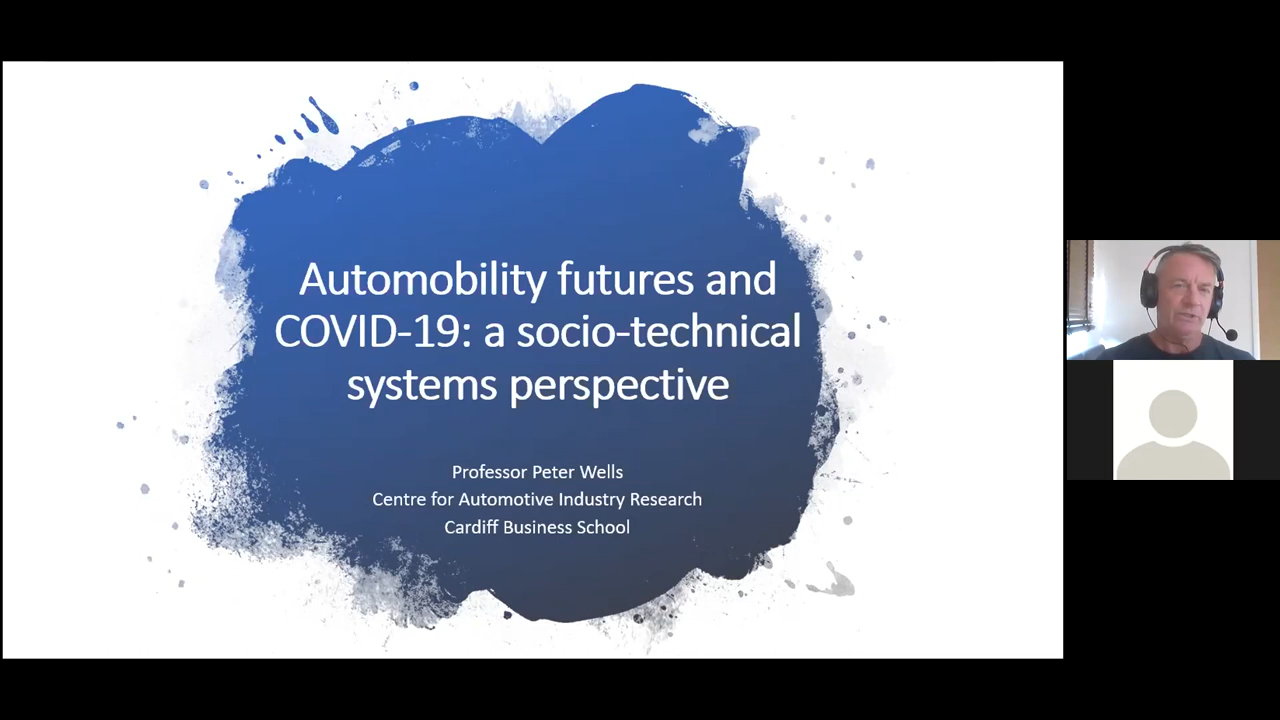 Automobility futures and
COVID-19: a socio-technical
systems perspective
Professor Peter Wells
Centre for Automotive Industry Research
Cardiff Business School